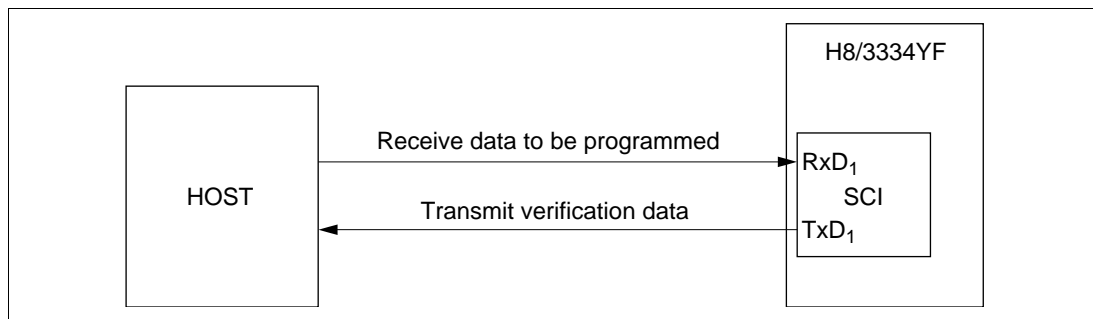 H8/3334YF
Receive data to be programmed
RxD₁
HOST
SCI
Transmit verification data
TxD₁